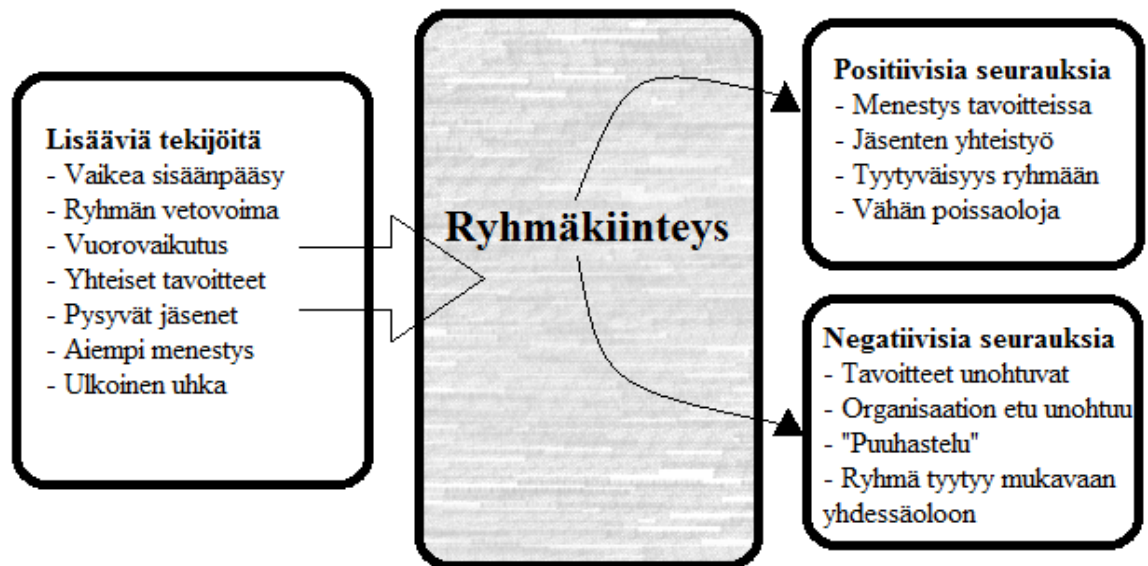 Lisääviä tekijöitä
- Vaikea sisäänpääsy
- Ryhmän vetovoima
- Vuorovaikutus
- Yhteiset tavoitteet
- Pysyvät jäsenet
- Aiempi menestys
- Ulkoinen uhka
Ryhmäkiinteys
Positiivisia seurauksia
- Menestys tavoitteissa
- Jäsenten yhteistyö
- Tyytyväisyys ryhmään
- Vähän poissaoloja
Negatiivisia seurauksia
- Tavoitteet unohtuvat
- Organisaation etu unohtuu
- "Puuhastelu"
- Ryhmä tyytyy mukavaan
yhdessäoloon